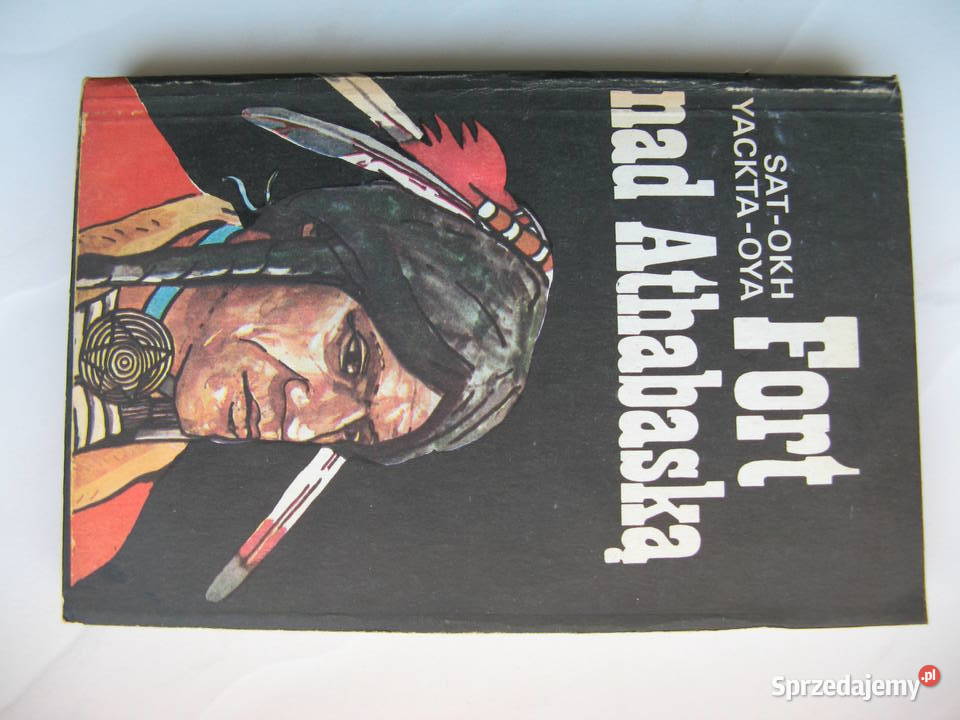 SAT-OKH
YACKTA-OYA
Fort
nad Athabaską
Sprzedajemy.pl